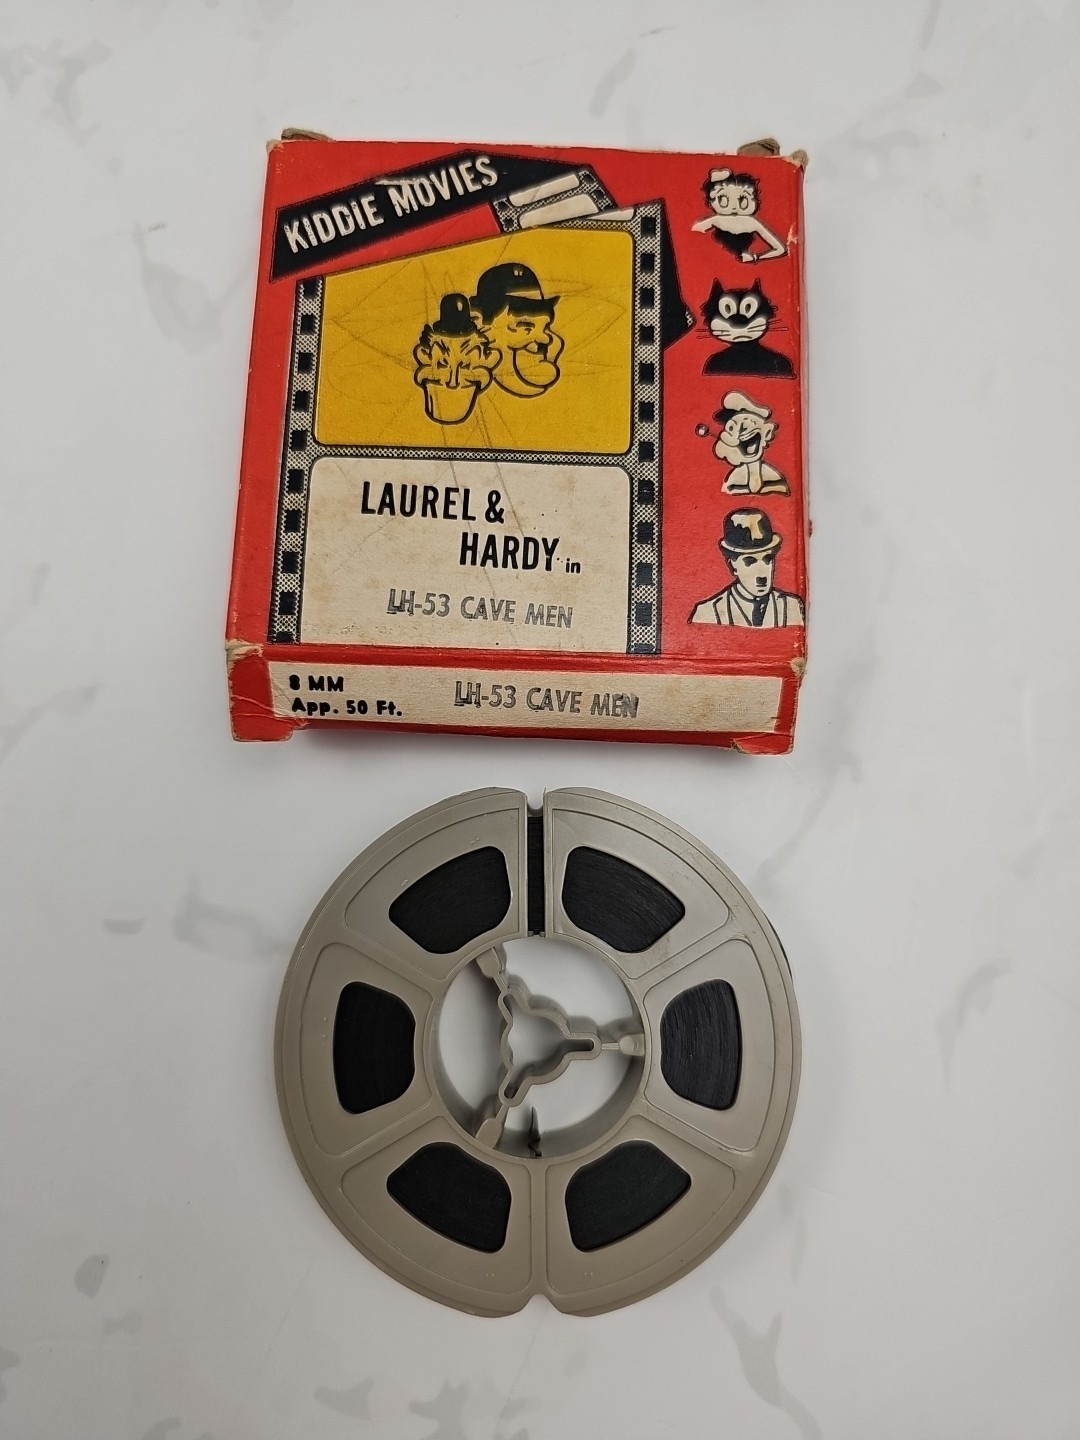 KIDDIE MOVIES
LAUREL &
HARDY in
LH-53 CAVE MEN
8 MM
App. 50 Ft.
LH-53 CAVE MEN